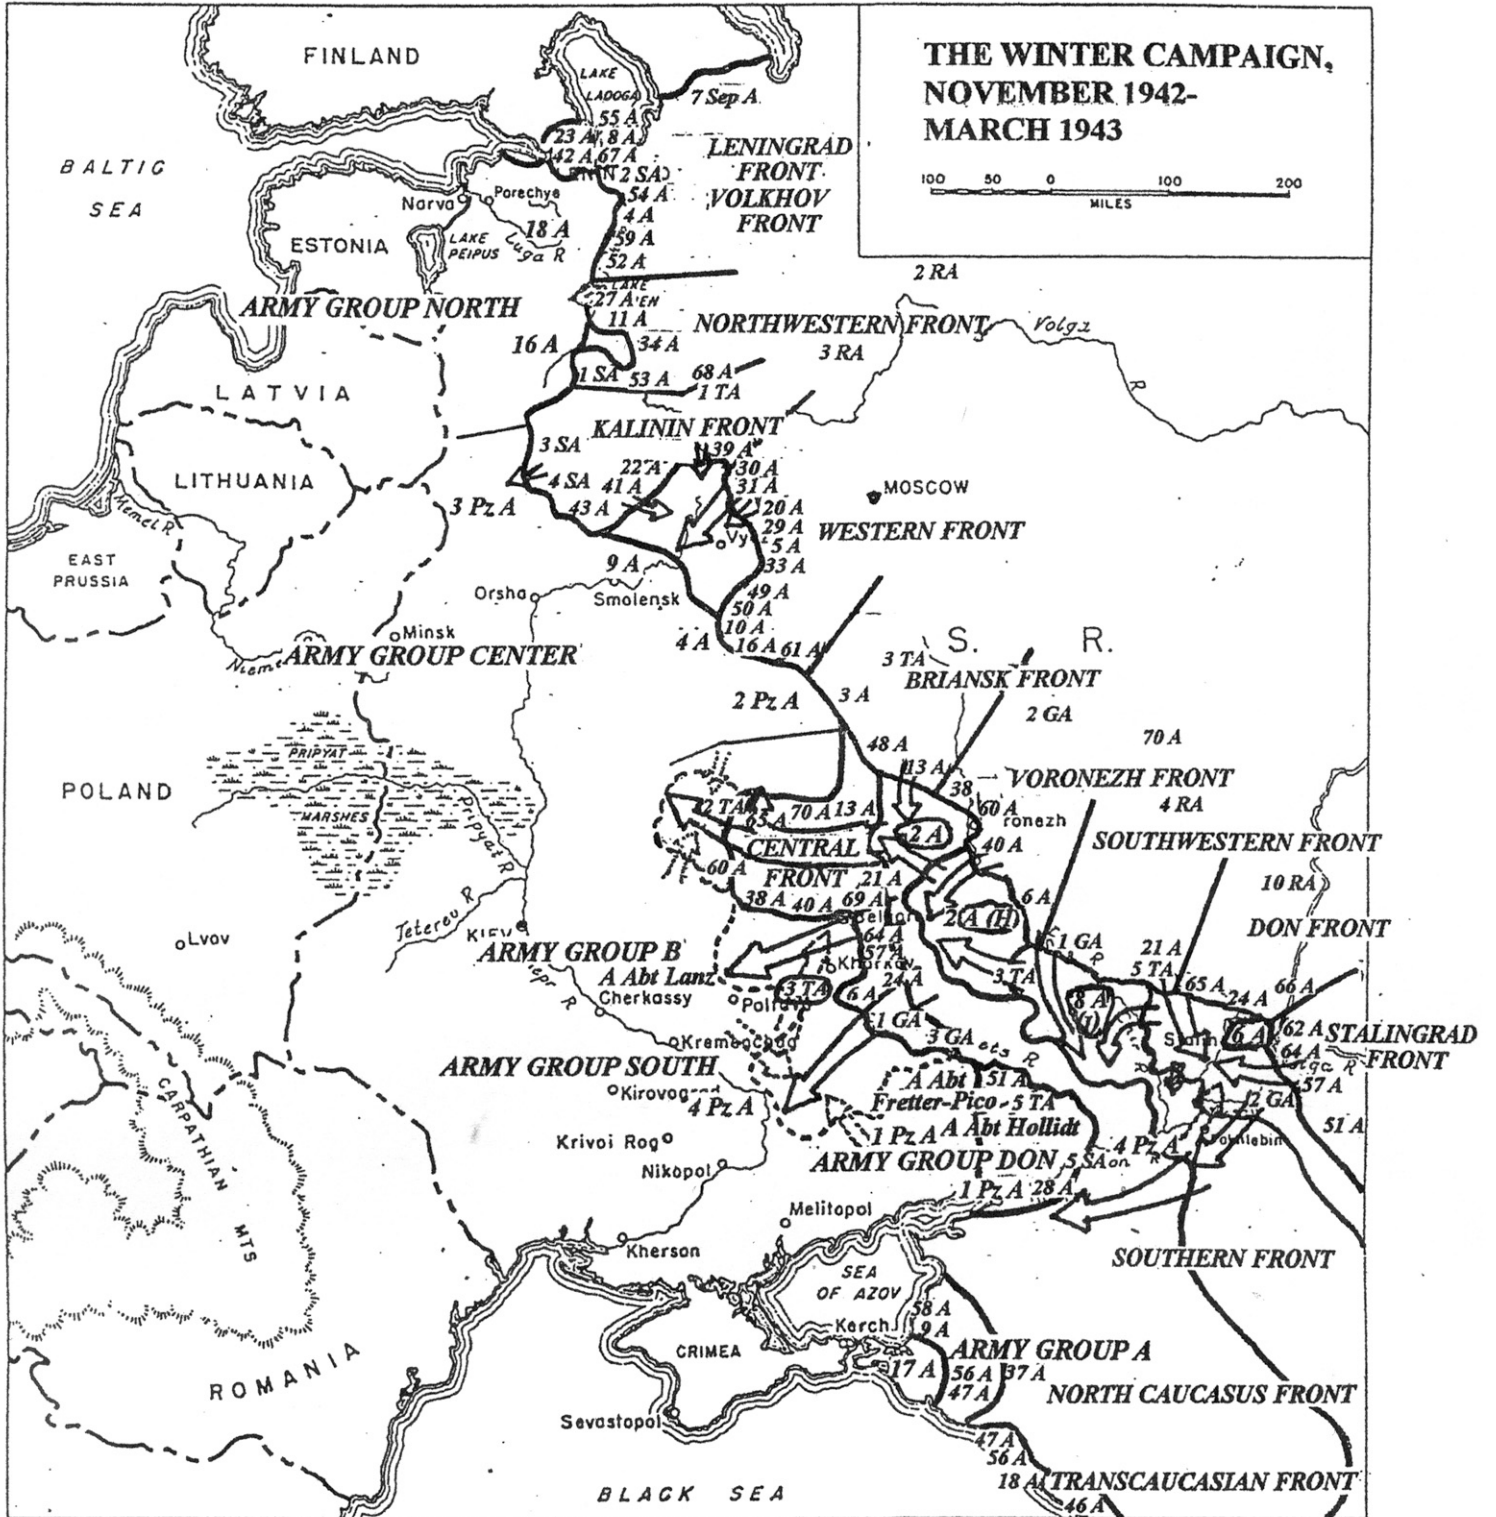 THE WINTER CAMPAIGN,
NOVEMBER 1942-
MARCH 1943
100 50 0 100 200
MILES
FINLAND
LAKE
LADOGA
7 Sep A
55 A
23 A 8 A
42 A 67 A
2 SA
54 A
4 A
59 A
52 A
LENINGRAD
FRONT
VOLKHOV
FRONT
BALTIC
SEA
Narva
Porechye
18 A
ESTONIA
LAKE
PEIPUS
Luga R
ARMY GROUP NORTH
LAKE
27 A
11 A
16 A
34 A
2 RA
NORTHWESTERN FRONT
Volga
R
3 RA
1 SA 53 A 68 A
1 TA
LATVIA
KALININ FRONT
3 SA
39 A
22 A
30 A
4 SA 41 A 31 A
43 A
20 A
29 A
5 A
33 A
MOSCOW
WESTERN FRONT
LITHUANIA
3 Pz A
Memel R
EAST
PRUSSIA
9 A
Vy
Orsha
Smolensk
49 A
50 A
10 A
4 A 16 A 61 A
Minsk
ARMY GROUP CENTER
S. R.
3 TA
BRIANSK FRONT
2 Pz A
3 A
2 GA
PRIPYAT
MARSHES
Pripyat R
POLAND
48 A
70 A
13 A
38
VORONEZH FRONT
4 RA
60 A
ronezh
2 TA
65 A 70 A 13 A
2 A
40 A
SOUTHWESTERN FRONT
CENTRAL
FRONT
60 A
21 A
10 RA
38 A 40 A 69 A
2 A (H)
6 A
DON FRONT
Teterev R
Lvov
KIEV
ARMY GROUP B
A Abt Lanz
64 A
57 A
Kharkov
24 A
1 GA
21 A
5 TA
3 TA
65 A
24 A
66 A
Cherkassy
Poltava
3 TA
6 A
8 A
(I)
1 GA
6 A
62 A
STALINGRAD
FRONT
Stalin
64 A
57 A
Kremenchug
ARMY GROUP SOUTH
3 GA
R
A Abt
Fretter-Pico
51 A
5 TA
2 GA
51 A
Kirovograd
4 Pz A
1 Pz A
A Abt Hollidt
4 Pz A
Krivoi Rog
Nikopol
ARMY GROUP DON
5 SA
1 Pz A 28 A
CARPATHIAN
MTS
Melitopol
Kherson
SOUTHERN FRONT
SEA
OF AZOV
58 A
9 A
Kerch
CRIMEA
ARMY GROUP A
17 A
56 A
37 A
47 A
NORTH CAUCASUS FRONT
ROMANIA
Sevastopol
47 A
56 A
18 A
TRANSCAUCASIAN FRONT
46 A
BLACK SEA